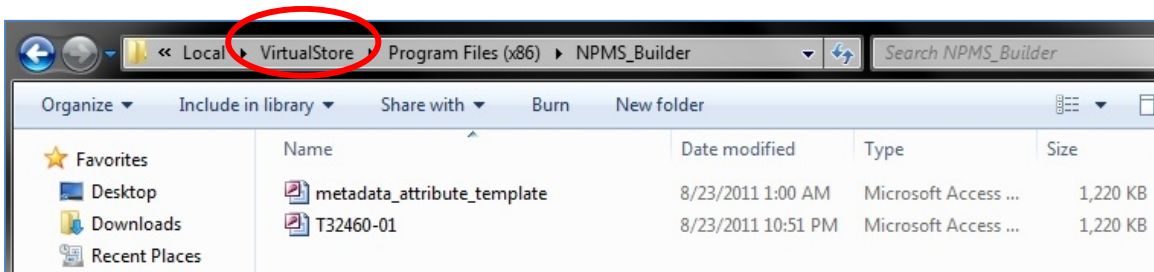 « Local ▸ VirtualStore ▸ Program Files (x86) ▸ NPMS_Builder Search NPMS_Builder
Organize Include in library Share with Burn New folder
Favorites
Desktop
Downloads
Recent Places
Name Date modified Type Size
metadata_attribute_template 8/23/2011 1:00 AM Microsoft Access ... 1,220 KB
T32460-01 8/23/2011 10:51 PM Microsoft Access ... 1,220 KB